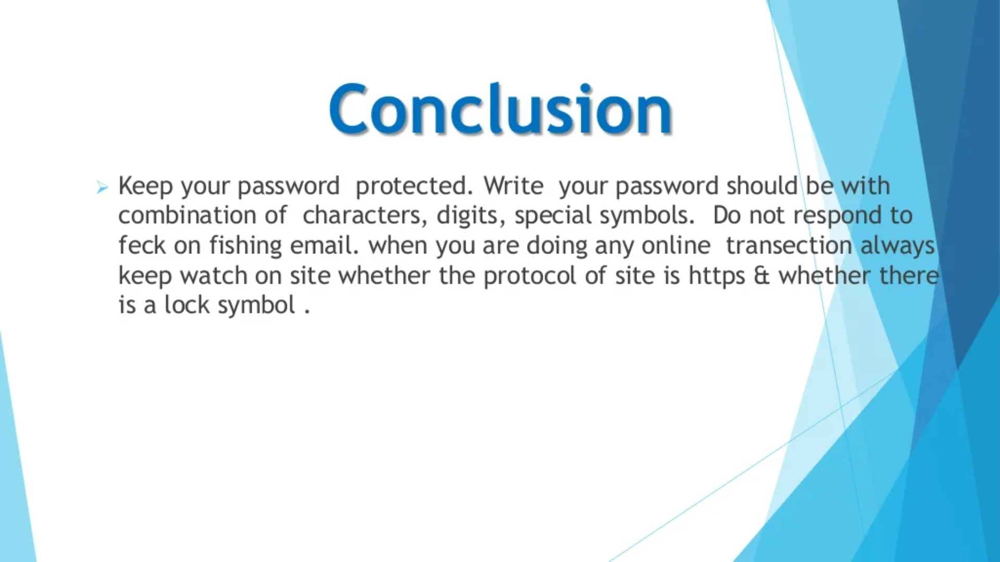 Conclusion
Keep your password protected. Write your password should be with
combination of characters, digits, special symbols. Do not respond to
feck on fishing email. when you are doing any online transection always
keep watch on site whether the protocol of site is https & whether there
is a lock symbol .